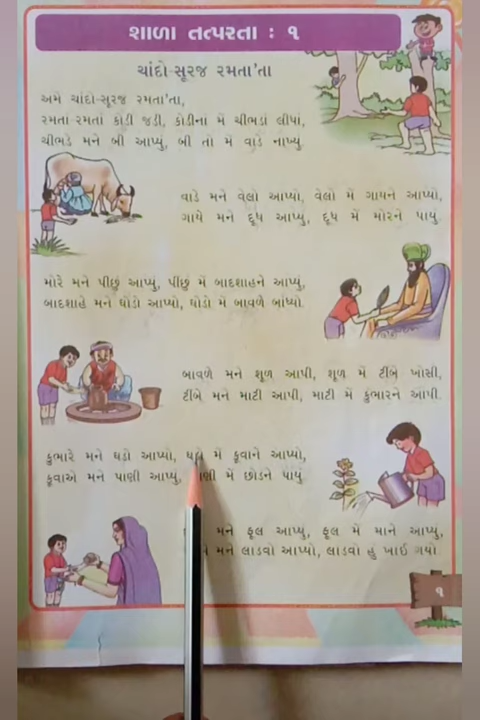 શાળા તત્પરતા : ૧
ચાંદો-સૂરજ રમતા'તા
અમે ચાંદો-સૂરજ રમતા'તા,
રમતાં-રમતાં કોડી જડી, કોડીનાં મેં ચીભડાં લીધાં,
ચીભડે મને બી આપ્યું, બી તો મેં વાડે નાખ્યું.
વાડે મને વેલો આપ્યો, વેલો મેં ગાયને આપ્યો,
ગાયે મને દૂધ આપ્યું, દૂધ મેં મોરને પાયું.
મોરે મને પીંછું આપ્યું, પીંછું મેં બાદશાહને આપ્યું,
બાદશાહે મને ઘોડો આપ્યો, ઘોડો મેં બાવળે બાંધ્યો.
બાવળે મને શૂળ આપી, શૂળ મેં ટીંબે ખોસી,
ટીંબે મને માટી આપી, માટી મેં કુંભારને આપી.
કુંભારે મને ઘડો આપ્યો, મેં કૂવાને આપ્યો,
કૂવાએ મને પાણી આપ્યું, મેં છોડને પાયું.
મને ફૂલ આપ્યું, ફૂલ મેં માને આપ્યું,
મને લાડવો આપ્યો, લાડવો હું ખાઈ ગયો.
૧